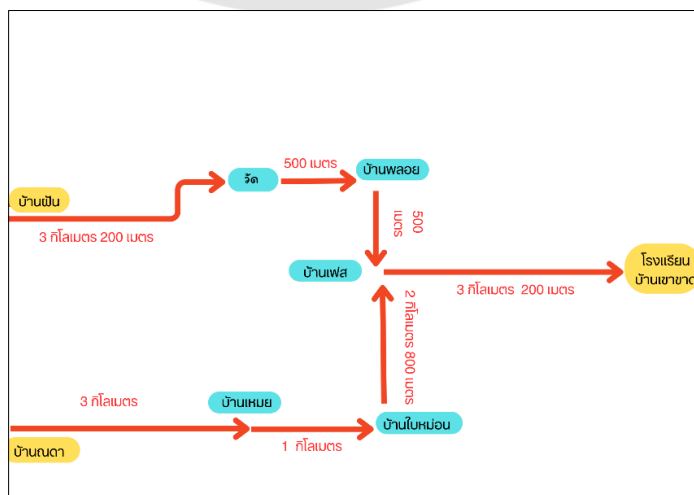 500 เมตร
บ้านพลอย
วัด
บ้านฝัน
3 กิโลเมตร 200 เมตร
500
เมตร
บ้านเฟส
โรงเรียน
บ้านเขาขาด
3 กิโลเมตร 200 เมตร
2 กิโลเมตร 800 เมตร
3 กิโลเมตร
บ้านเหมย
1 กิโลเมตร
บ้านใบหม่อน
บ้านณดา